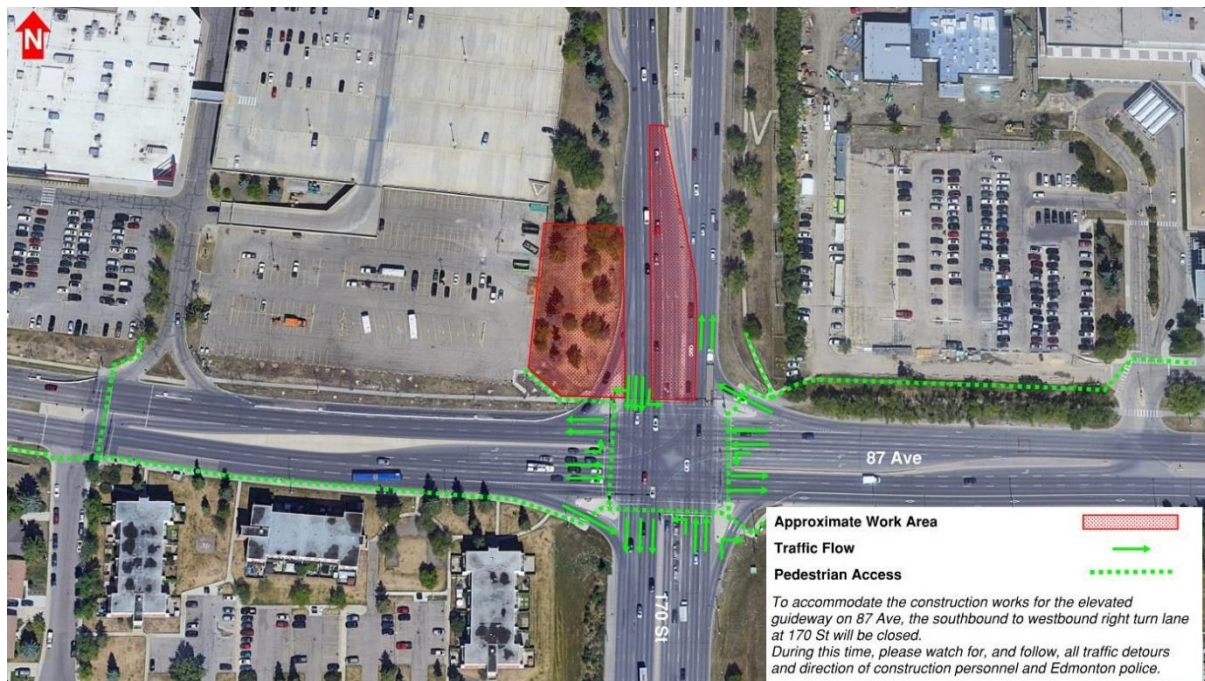 N
87 Ave
170 St
Approximate Work Area
Traffic Flow
Pedestrian Access
To accommodate the construction works for the elevated
guideway on 87 Ave, the southbound to westbound right turn lane
at 170 St will be closed.
During this time, please watch for, and follow, all traffic detours
and direction of construction personnel and Edmonton police.